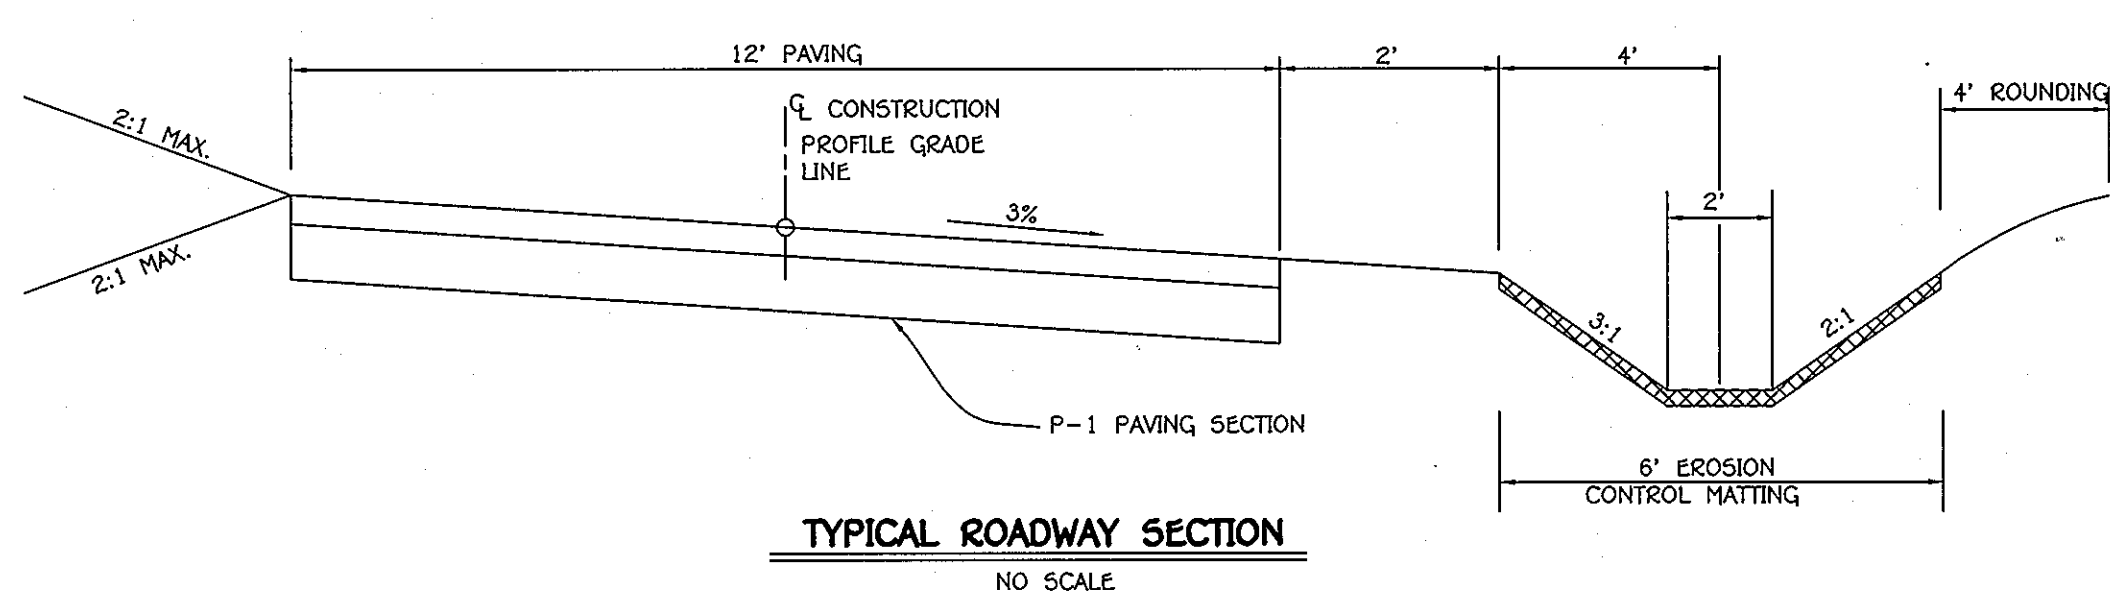 12' PAVING
2'
4'
4' ROUNDING
2:1 MAX.
℄ CONSTRUCTION
PROFILE GRADE
LINE
3%
2'
2:1 MAX.
3:1
2:1
P-1 PAVING SECTION
6' EROSION
CONTROL MATTING
TYPICAL ROADWAY SECTION
NO SCALE